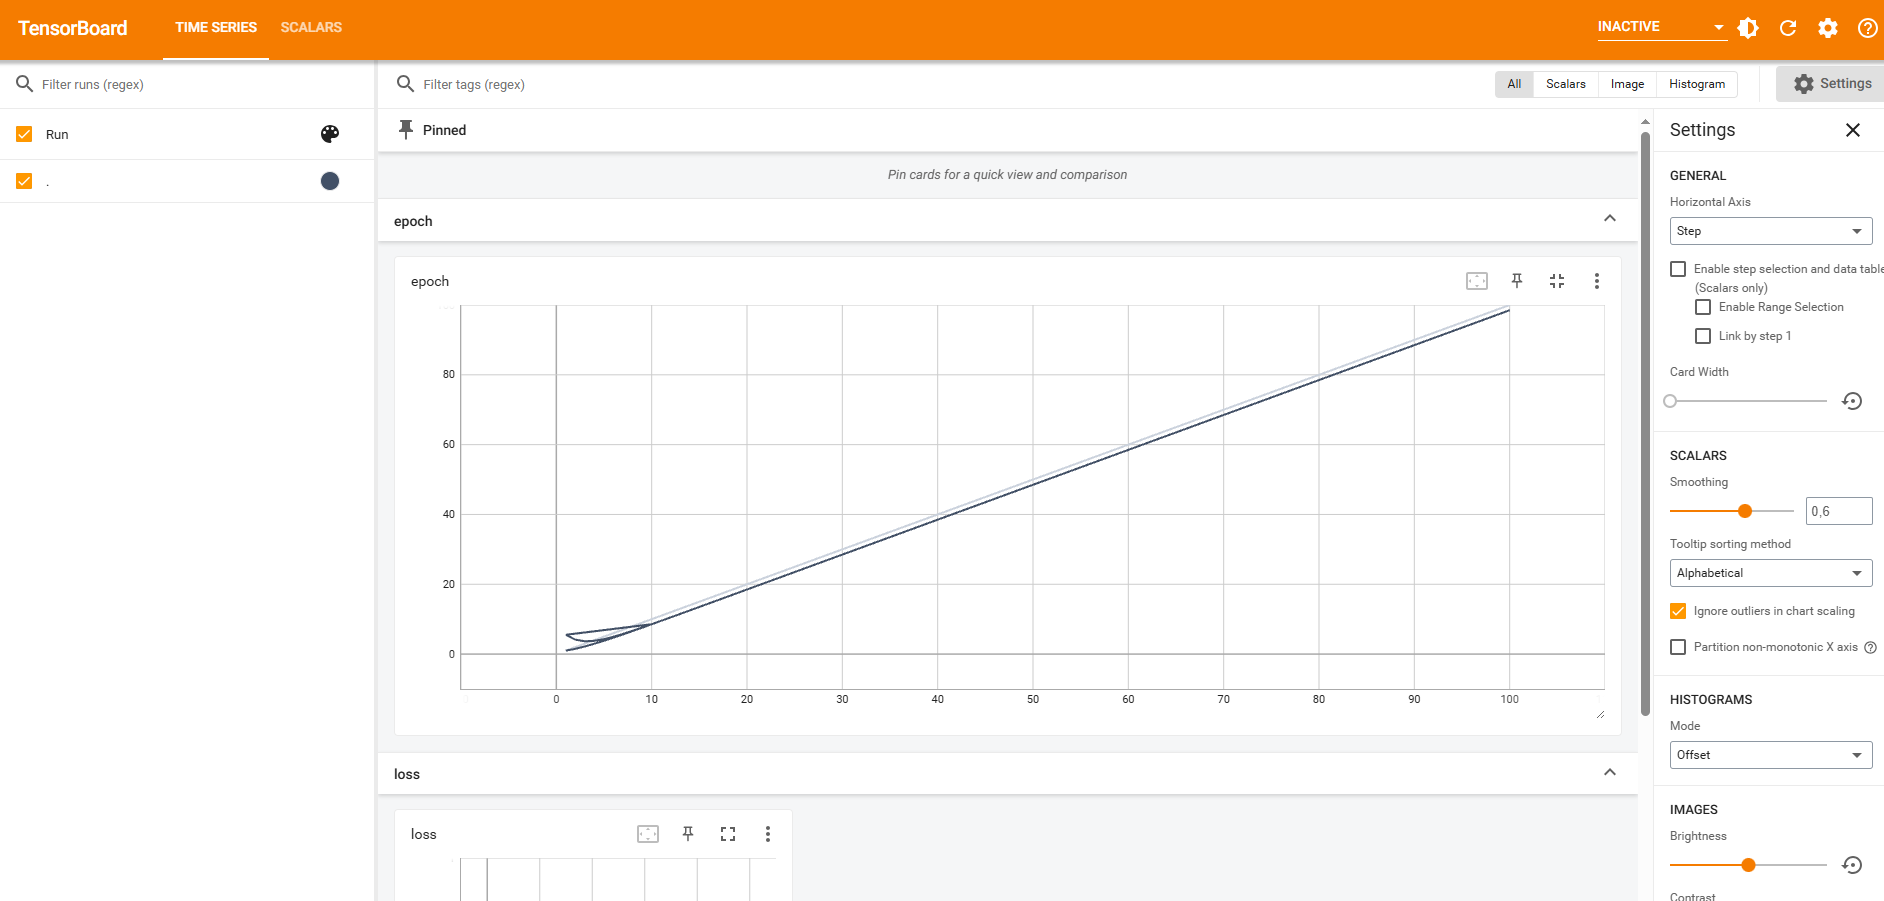 TensorBoard
TIME SERIES
SCALARS
INACTIVE
Filter runs (regex)
Run
.
Filter tags (regex)
All
Scalars
Image
Histogram
Settings
Pinned
Pin cards for a quick view and comparison
epoch
epoch
80
60
40
20
0
0
10
20
30
40
50
60
70
80
90
100
loss
loss
Settings
GENERAL
Horizontal Axis
Step
Enable step selection and data table
(Scalars only)
Enable Range Selection
Link by step 1
Card Width
SCALARS
Smoothing
0,6
Tooltip sorting method
Alphabetical
Ignore outliers in chart scaling
Partition non-monotonic X axis
HISTOGRAMS
Mode
Offset
IMAGES
Brightness
Contrast